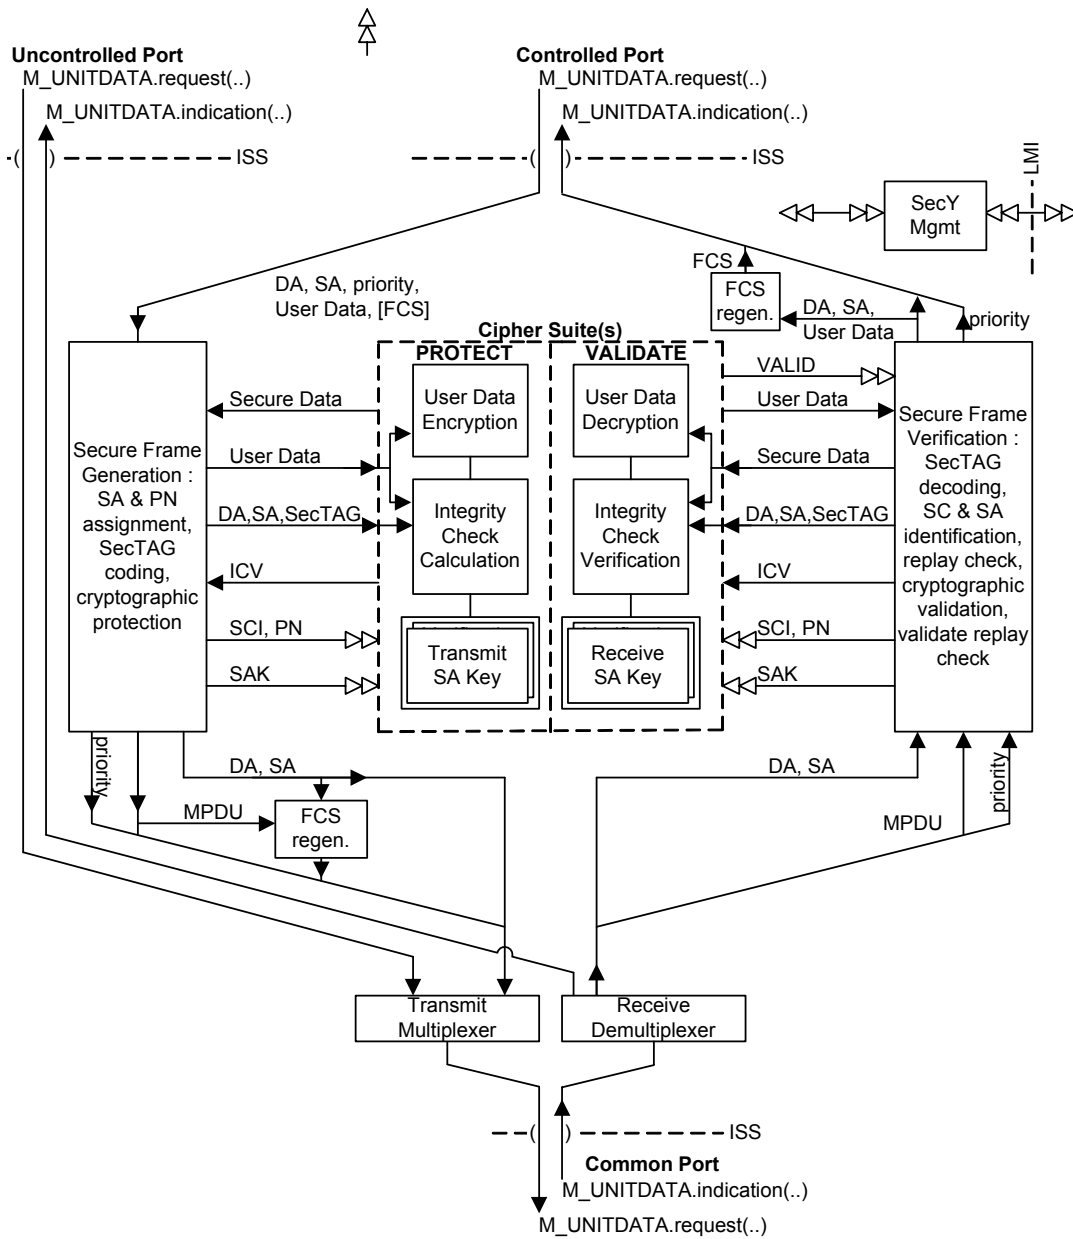 Uncontrolled Port
M_UNITDATA.request(..)
M_UNITDATA.indication(..)
( )
ISS
Controlled Port
M_UNITDATA.request(..)
M_UNITDATA.indication(..)
( )
ISS
LMI
SecY
Mgmt
DA, SA, priority,
User Data, [FCS]
FCS
FCS
regen.
DA, SA,
User Data
priority
Cipher Suite(s)
PROTECT
VALIDATE
Secure Frame
Generation :
SA & PN
assignment,
SecTAG
coding,
cryptographic
protection
Secure Data
User Data
DA,SA,SecTAG
ICV
SCI, PN
SAK
User Data
Encryption
Integrity
Check
Calculation
Transmit
SA Key
User Data
Decryption
Integrity
Check
Verification
Receive
SA Key
VALID
User Data
Secure Data
DA,SA,SecTAG
ICV
SCI, PN
SAK
Secure Frame
Verification :
SecTAG
decoding,
SC & SA
identification,
replay check,
cryptographic
validation,
validate replay
check
priority
DA, SA
MPDU
FCS
regen.
DA, SA
MPDU
priority
Transmit
Multiplexer
Receive
Demultiplexer
( )
ISS
Common Port
M_UNITDATA.indication(..)
M_UNITDATA.request(..)